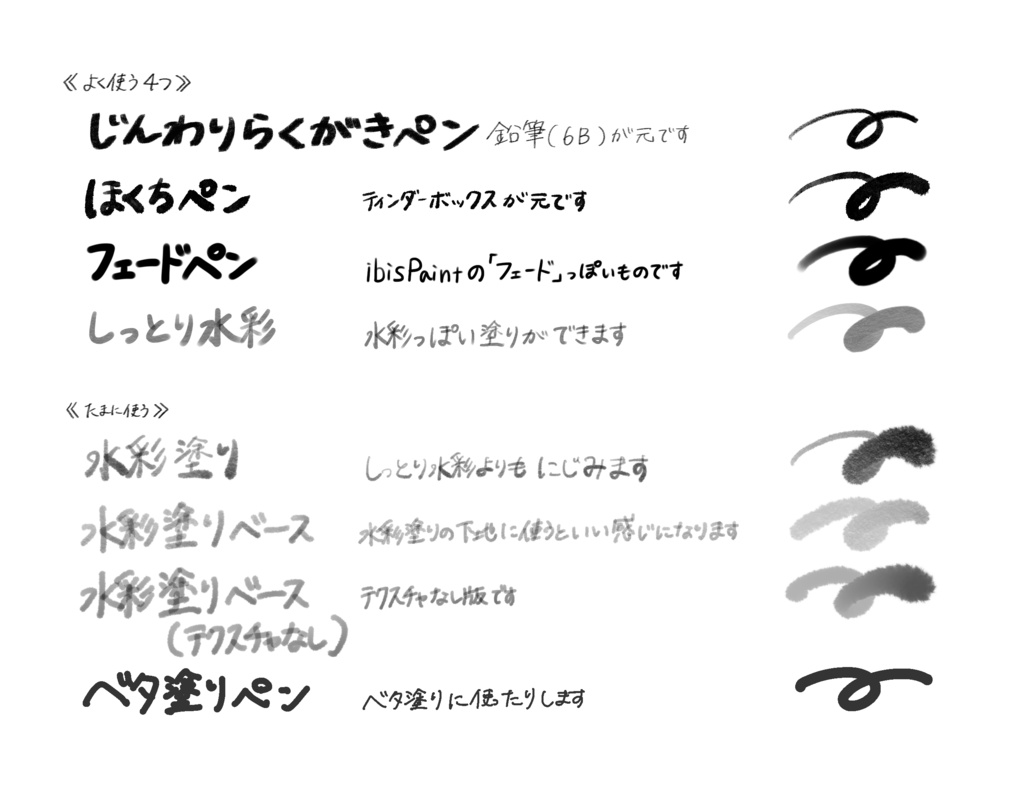 《よく使う4つ》
じんわりらくがきペン 鉛筆(6B)が元です
ほくちペン ティンダーボックスが元です
フェードペン ibisPaintの「フェード」っぽいものです
しっとり水彩 水彩っぽい塗りができます
《たまに使う》
水彩塗り しっとり水彩よりもにじみます
水彩塗りベース 水彩塗りの下地に使うといい感じになります
水彩塗りベース テクスチャなし版です
(テクスチャなし)
ベタ塗りペン ベタ塗りに使ったりします